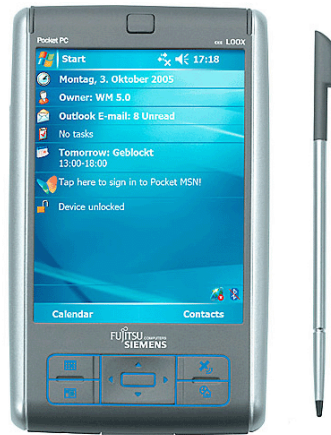 Pocket PC
LOOX
Start 17:18
Montag, 3. Oktober 2005
Owner: WM 5.0
Outlook E-mail: 8 Unread
No tasks
Tomorrow: Geblockt
13:00-18:00
Tap here to sign in to Pocket MSN!
Device unlocked
Calendar Contacts
FUJITSU COMPUTERS
SIEMENS